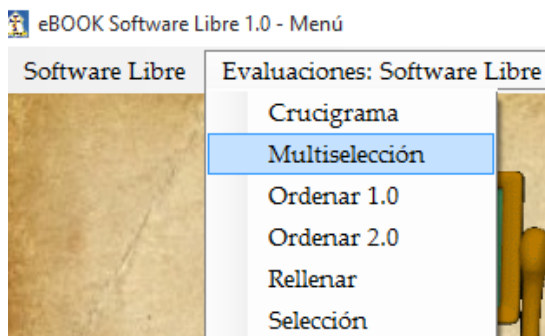 eBOOK Software Libre 1.0 - Menú
Software Libre
Evaluaciones: Software Libre
Crucigrama
Multiselección
Ordenar 1.0
Ordenar 2.0
Rellenar
Selección